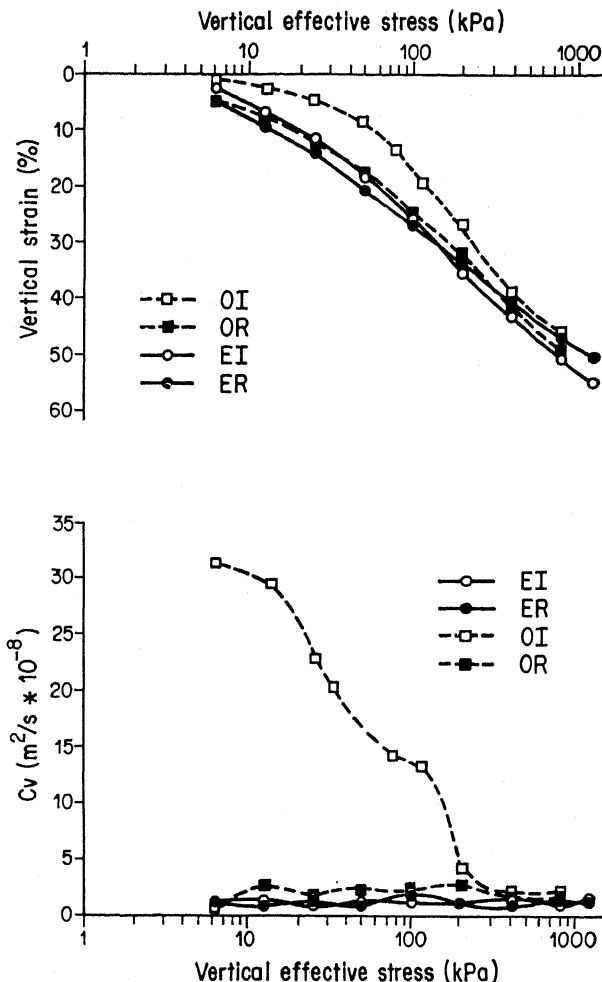 Vertical effective stress (kPa)
1 10 100 1000
0
10
20
30
40
50
60
Vertical strain (%)
OI
OR
EI
ER
35
30
25
20
15
10
5
0
Cv (m²/s * 10⁻⁸)
EI
ER
OI
OR
1 10 100 1000
Vertical effective stress (kPa)